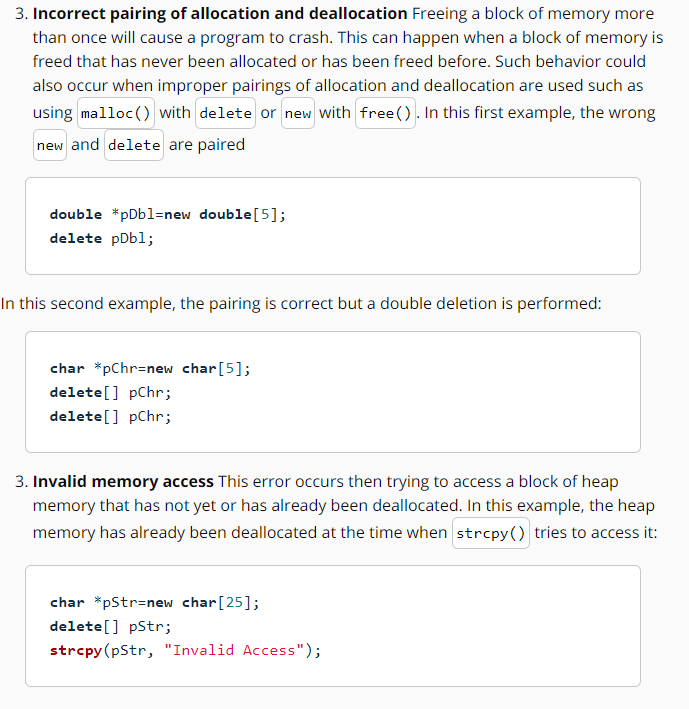 3. Incorrect pairing of allocation and deallocation Freeing a block of memory more
than once will cause a program to crash. This can happen when a block of memory is
freed that has never been allocated or has been freed before. Such behavior could
also occur when improper pairings of allocation and deallocation are used such as
using malloc() with delete or new with free() . In this first example, the wrong
new and delete are paired
double *pDbl=new double[5];
delete pDbl;
In this second example, the pairing is correct but a double deletion is performed:
char *pChr=new char[5];
delete[] pChr;
delete[] pChr;
3. Invalid memory access This error occurs then trying to access a block of heap
memory that has not yet or has already been deallocated. In this example, the heap
memory has already been deallocated at the time when strcpy() tries to access it:
char *pStr=new char[25];
delete[] pStr;
strcpy(pStr, "Invalid Access");